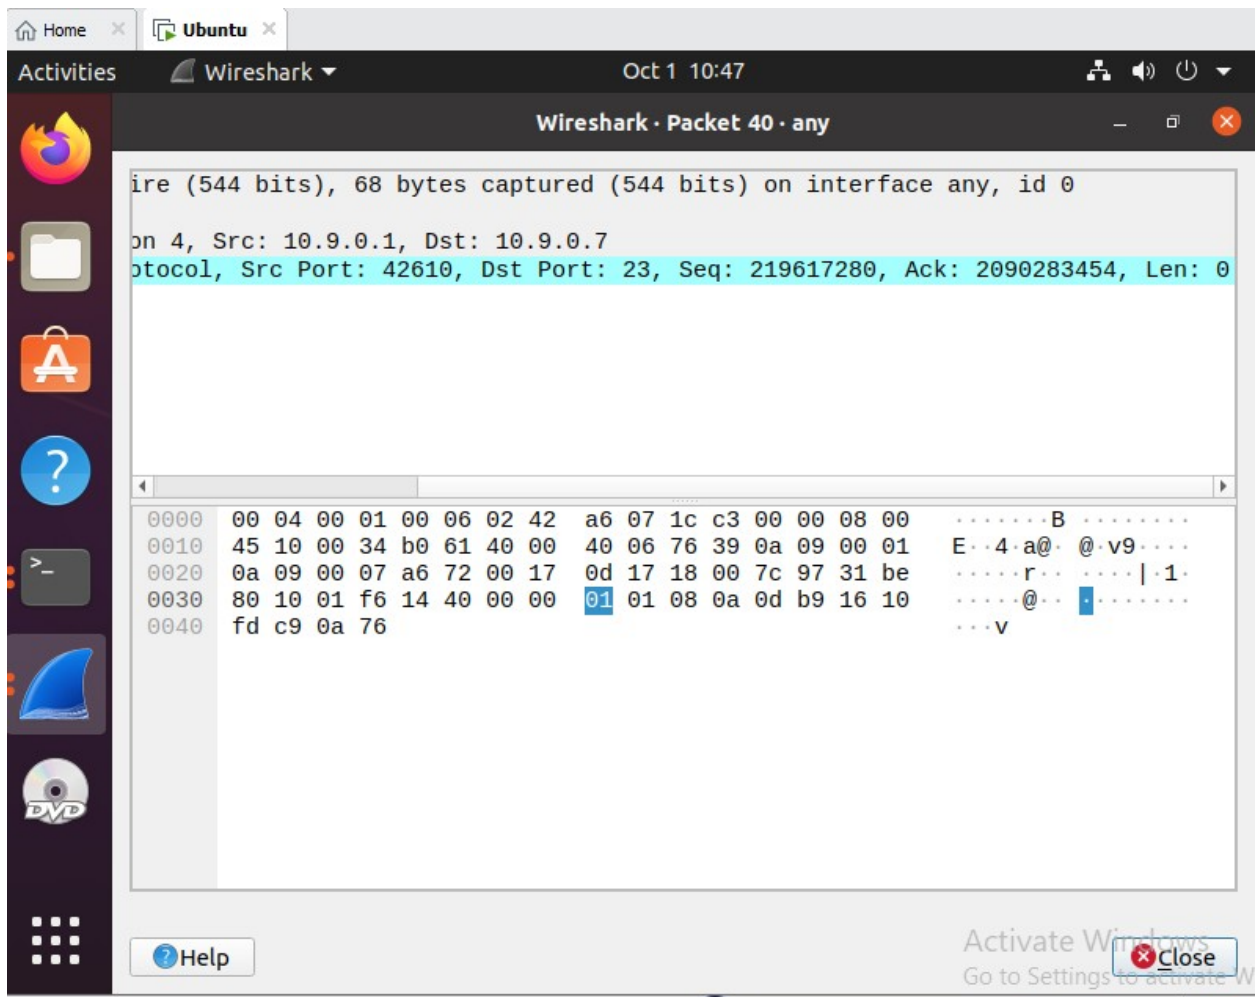 Home × Ubuntu ×
Activities Wireshark Oct 1 10:47
Wireshark · Packet 40 · any
ire (544 bits), 68 bytes captured (544 bits) on interface any, id 0
on 4, Src: 10.9.0.1, Dst: 10.9.0.7
otocol, Src Port: 42610, Dst Port: 23, Seq: 219617280, Ack: 2090283454, Len: 0
0000 00 04 00 01 00 06 02 42 a6 07 1c c3 00 00 08 00 ·······B ········
0010 45 10 00 34 b0 61 40 00 40 06 76 39 0a 09 00 01 E··4·a@· @·v9····
0020 0a 09 00 07 a6 72 00 17 0d 17 18 00 7c 97 31 be ·····r·· ····|·1·
0030 80 10 01 f6 14 40 00 00 01 01 08 0a 0d b9 16 10 ·····@·· ········
0040 fd c9 0a 76 ···v
DVD
Help
Activate Windows
Close
Go to Settings to activate W